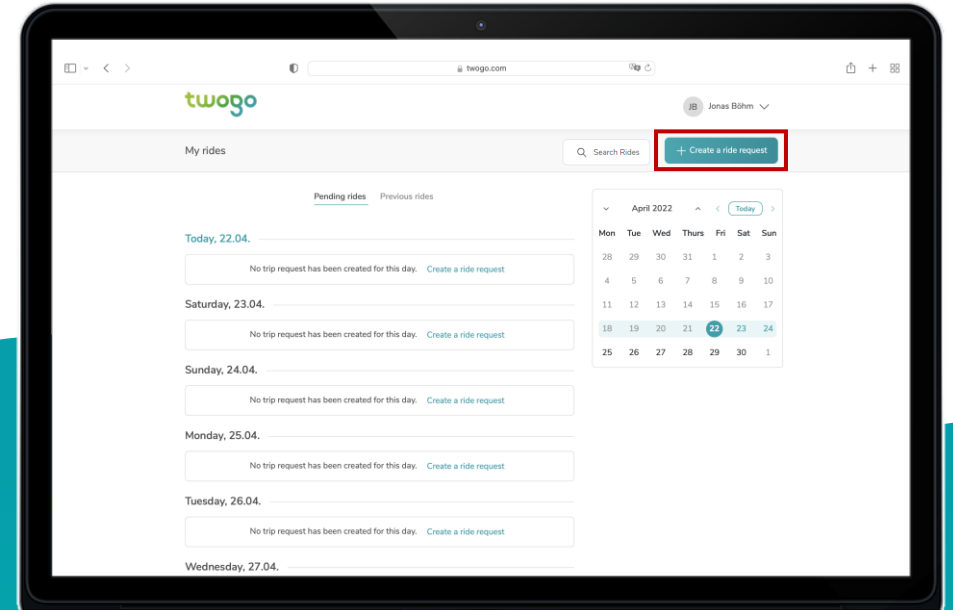 twogo.com
twogo
JB Jonas Böhm
My rides
Search Rides
+ Create a ride request
Pending rides Previous rides
April 2022 Today
Mon Tue Wed Thurs Fri Sat Sun
28 29 30 31 1 2 3
4 5 6 7 8 9 10
11 12 13 14 15 16 17
18 19 20 21 22 23 24
25 26 27 28 29 30 1
Today, 22.04.
No trip request has been created for this day. Create a ride request
Saturday, 23.04.
No trip request has been created for this day. Create a ride request
Sunday, 24.04.
No trip request has been created for this day. Create a ride request
Monday, 25.04.
No trip request has been created for this day. Create a ride request
Tuesday, 26.04.
No trip request has been created for this day. Create a ride request
Wednesday, 27.04.